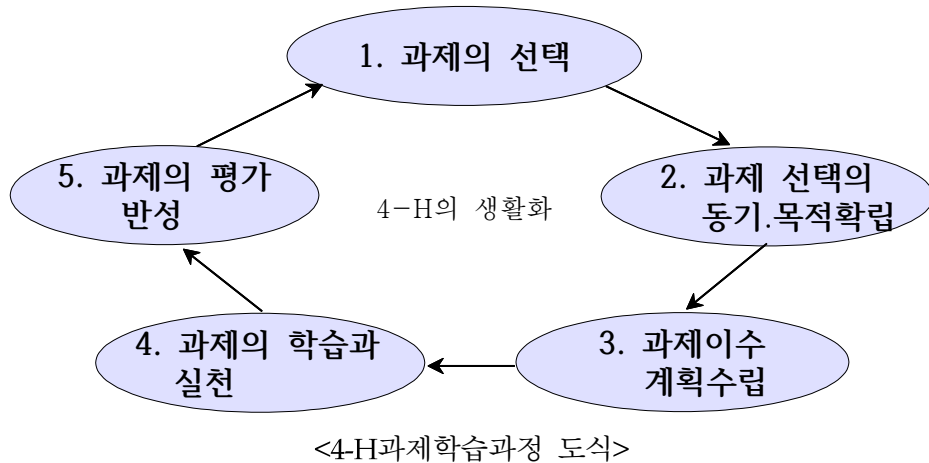 1. 과제의 선택
2. 과제 선택의
동기.목적확립
3. 과제이수
계획수립
4. 과제의 학습과
실천
5. 과제의 평가
반성
4-H의 생활화
<4-H과제학습과정 도식>